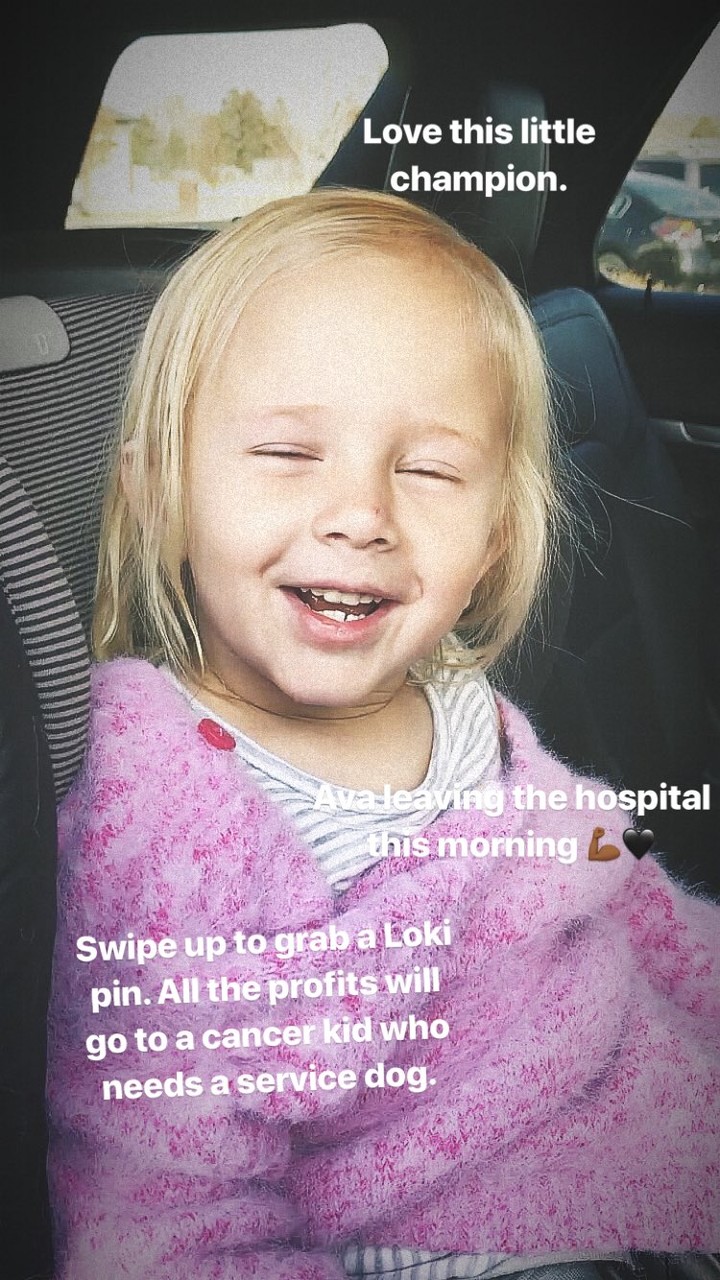 Love this little
champion.
Ava leaving the hospital
this morning 💪🏾🖤
Swipe up to grab a Loki
pin. All the profits will
go to a cancer kid who
needs a service dog.